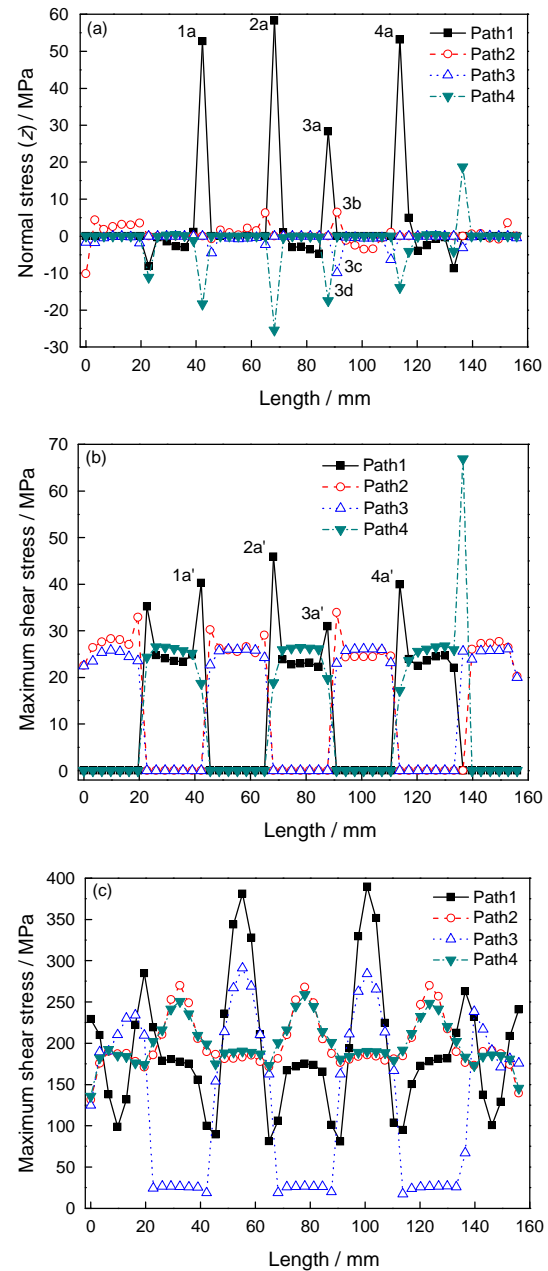 (a)
Path1
Path2
Path3
Path4
1a
2a
3a
4a
3b
3c
3d
60
50
40
30
20
10
0
-10
-20
-30
Normal stress (z) / MPa
0 20 40 60 80 100 120 140 160
Length / mm
(b)
Path1
Path2
Path3
Path4
1a'
2a'
3a'
4a'
70
60
50
40
30
20
10
0
Maximum shear stress / MPa
0 20 40 60 80 100 120 140 160
Length / mm
(c)
Path1
Path2
Path3
Path4
400
350
300
250
200
150
100
50
0
Maximum shear stress / MPa
0 20 40 60 80 100 120 140 160
Length / mm